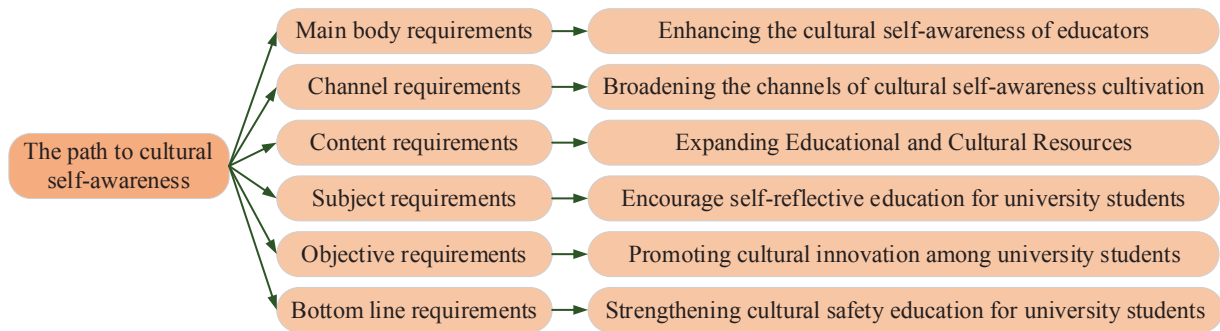 The path to cultural
self-awareness
Main body requirements
Enhancing the cultural self-awareness of educators
Channel requirements
Broadening the channels of cultural self-awareness cultivation
Content requirements
Expanding Educational and Cultural Resources
Subject requirements
Encourage self-reflective education for university students
Objective requirements
Promoting cultural innovation among university students
Bottom line requirements
Strengthening cultural safety education for university students